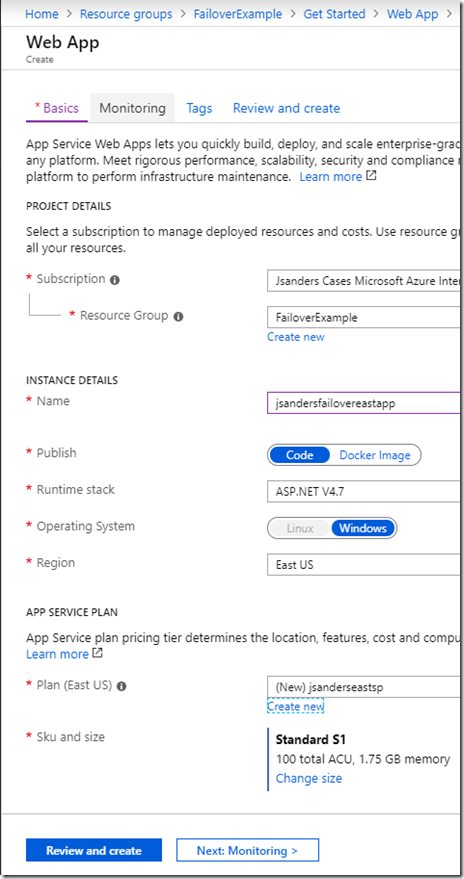 Home > Resource groups > FailoverExample > Get Started > Web App >
Web App
Create
* Basics Monitoring Tags Review and create
App Service Web Apps lets you quickly build, deploy, and scale enterprise-grad
any platform. Meet rigorous performance, scalability, security and compliance
platform to perform infrastructure maintenance. Learn more
PROJECT DETAILS
Select a subscription to manage deployed resources and costs. Use resource g
all your resources.
* Subscription Jsanders Cases Microsoft Azure Inter
* Resource Group FailoverExample
Create new
INSTANCE DETAILS
* Name jsandersfailovereastapp
* Publish Code Docker Image
* Runtime stack ASP.NET V4.7
* Operating System Linux Windows
* Region East US
APP SERVICE PLAN
App Service plan pricing tier determines the location, features, cost and compu
Learn more
* Plan (East US) (New) jsanderseastsp
Create new
* Sku and size Standard S1
100 total ACU, 1.75 GB memory
Change size
Review and create Next: Monitoring >